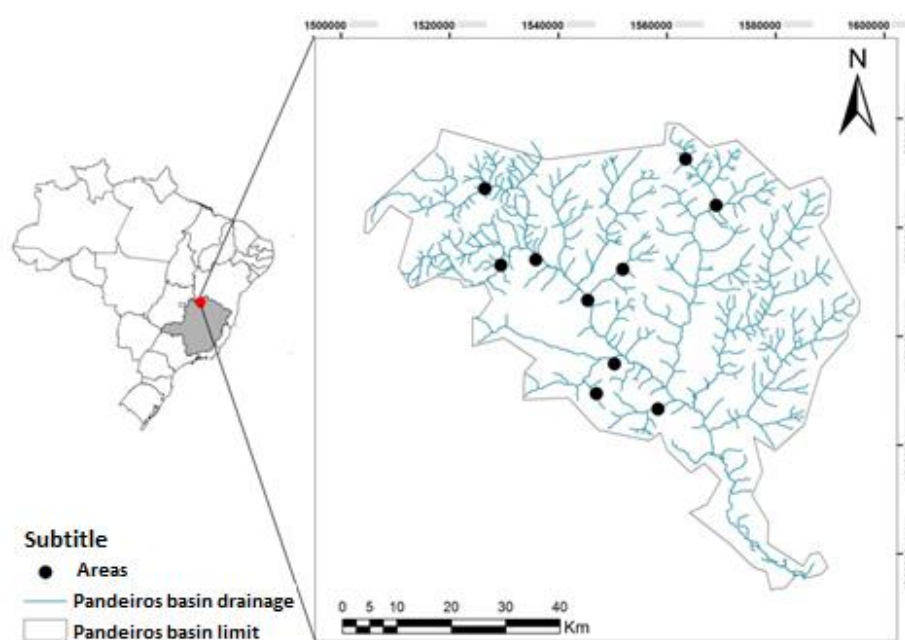 1500000 1520000 1540000 1560000 1580000 1600000
N
Subtitle
Areas
Pandeiros basin drainage
Pandeiros basin limit
0 5 10 20 30 40
Km